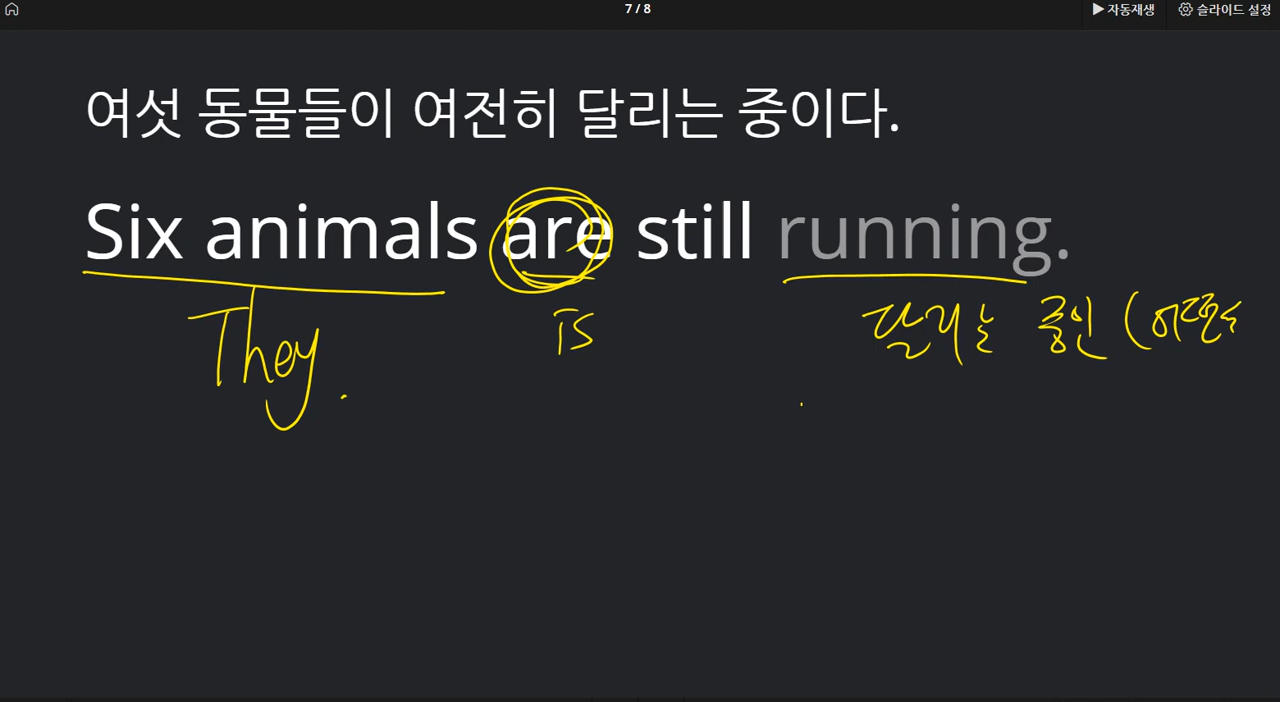 7 / 8 ▶ 자동재생 슬라이드 설정
여섯 동물들이 여전히 달리는 중이다.
Six animals are still running.
They. is 달리는 중인 (